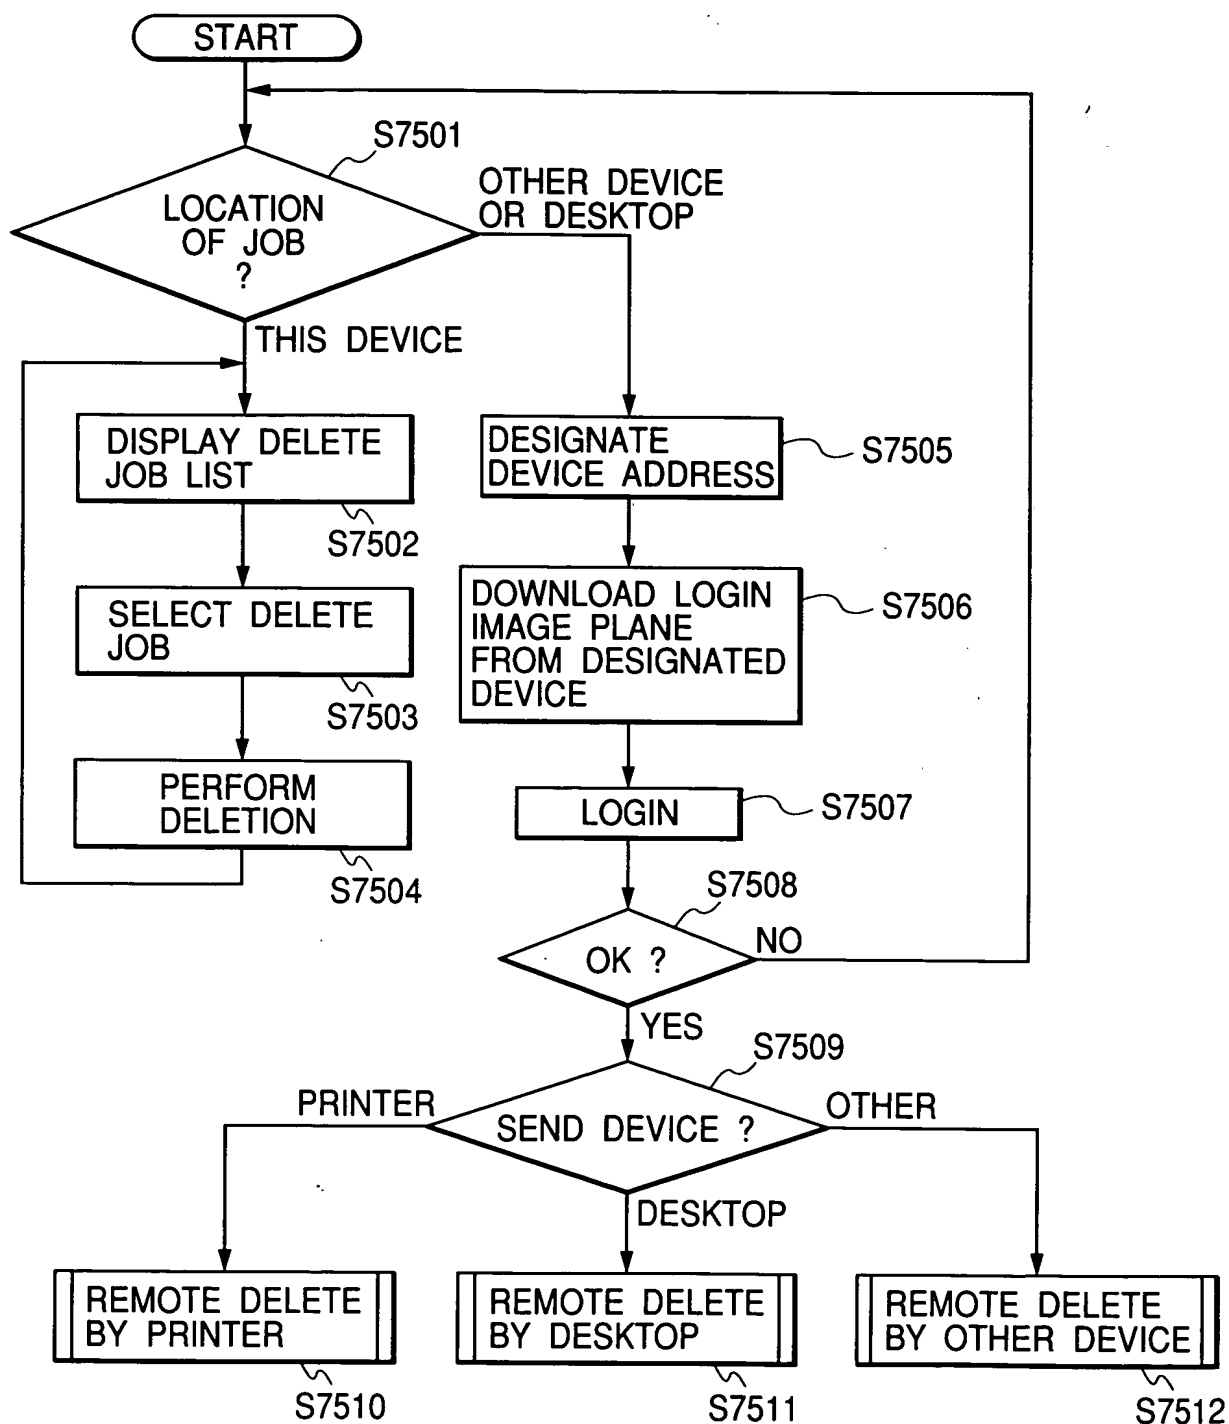 START
S7501
LOCATION
OF JOB
?
OTHER DEVICE
OR DESKTOP
THIS DEVICE
DISPLAY DELETE
JOB LIST
S7502
SELECT DELETE
JOB
S7503
PERFORM
DELETION
S7504
DESIGNATE
DEVICE ADDRESS
S7505
DOWNLOAD LOGIN
IMAGE PLANE
FROM DESIGNATED
DEVICE
S7506
LOGIN
S7507
S7508
OK ?
NO
YES
S7509
SEND DEVICE ?
PRINTER
DESKTOP
OTHER
REMOTE DELETE
BY PRINTER
S7510
REMOTE DELETE
BY DESKTOP
S7511
REMOTE DELETE
BY OTHER DEVICE
S7512